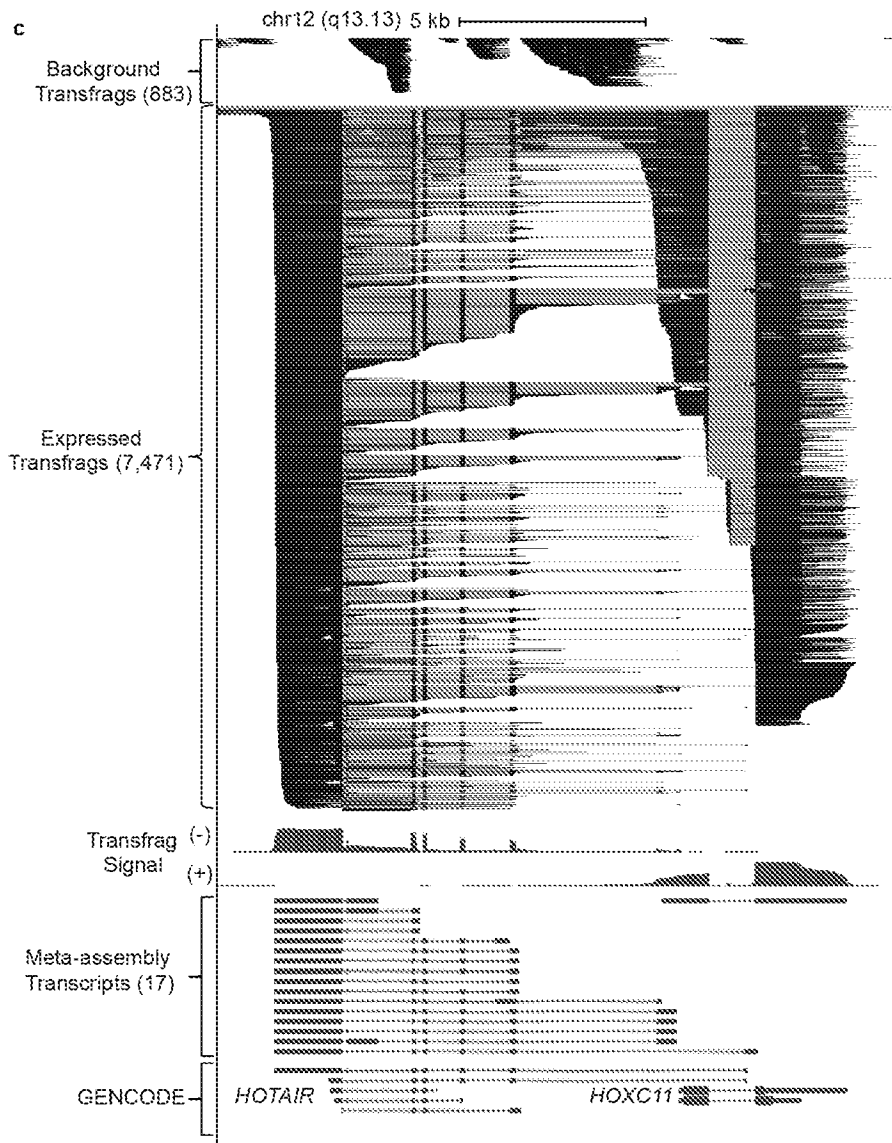 c
chr12 (q13.13) 5 kb
Background
Transfrags (883)
Expressed
Transfrags (7,471)
Transfrag
Signal
(-)
(+)
Meta-assembly
Transcripts (17)
GENCODE
HOTAIR
HOXC11